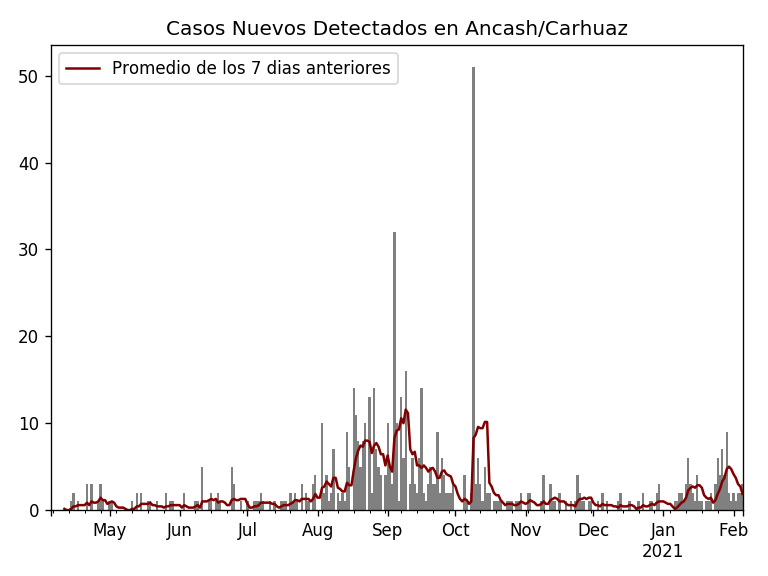 Casos Nuevos Detectados en Ancash/Carhuaz
Promedio de los 7 dias anteriores
50
40
30
20
10
0
May Jun Jul Aug Sep Oct Nov Dec Jan Feb
2021